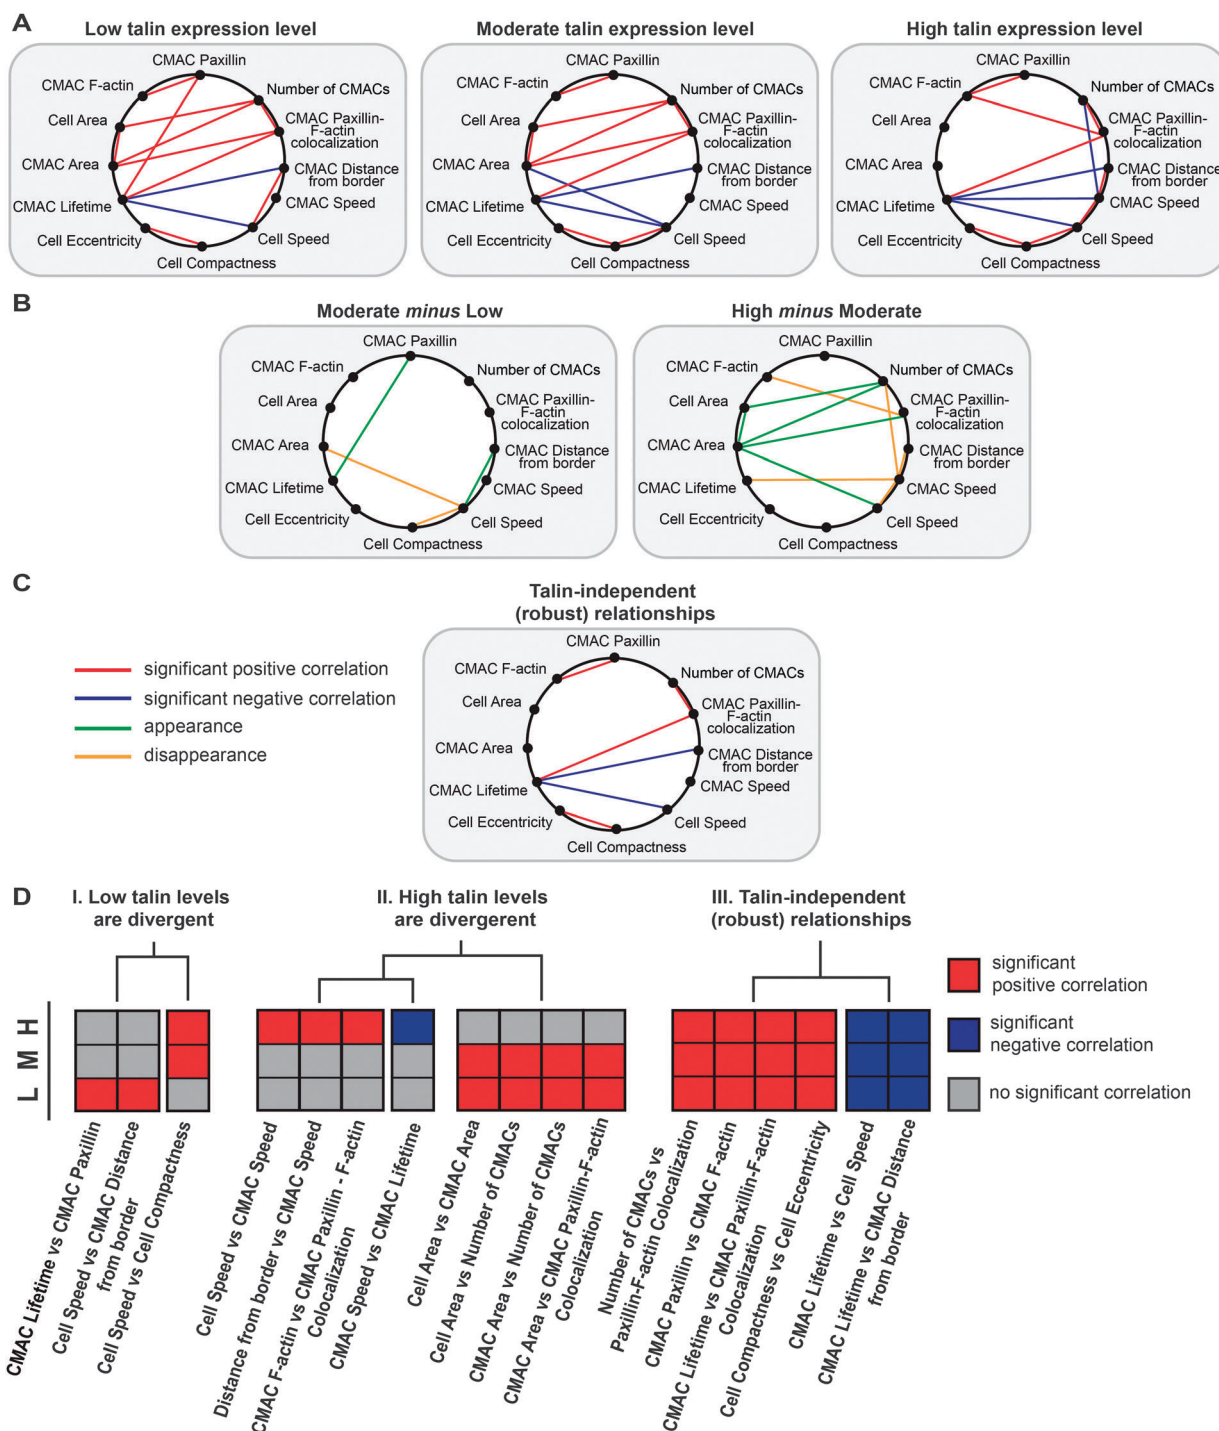 A
Low talin expression level
CMAC Paxillin
CMAC F-actin
Number of CMACs
Cell Area
CMAC Paxillin-
F-actin
colocalization
CMAC Area
CMAC Distance
from border
CMAC Lifetime
CMAC Speed
Cell Eccentricity
Cell Speed
Cell Compactness
Moderate talin expression level
CMAC Paxillin
CMAC F-actin
Number of CMACs
Cell Area
CMAC Paxillin-
F-actin
colocalization
CMAC Area
CMAC Distance
from border
CMAC Lifetime
CMAC Speed
Cell Eccentricity
Cell Speed
Cell Compactness
High talin expression level
CMAC Paxillin
CMAC F-actin
Number of CMACs
Cell Area
CMAC Paxillin-
F-actin
colocalization
CMAC Area
CMAC Distance
from border
CMAC Lifetime
CMAC Speed
Cell Eccentricity
Cell Speed
Cell Compactness
B
Moderate minus Low
CMAC Paxillin
CMAC F-actin
Number of CMACs
Cell Area
CMAC Paxillin-
F-actin
colocalization
CMAC Area
CMAC Distance
from border
CMAC Lifetime
CMAC Speed
Cell Eccentricity
Cell Speed
Cell Compactness
High minus Moderate
CMAC Paxillin
CMAC F-actin
Number of CMACs
Cell Area
CMAC Paxillin-
F-actin
colocalization
CMAC Area
CMAC Distance
from border
CMAC Lifetime
CMAC Speed
Cell Eccentricity
Cell Speed
Cell Compactness
C
Talin-independent
(robust) relationships
significant positive correlation
significant negative correlation
appearance
disappearance
CMAC Paxillin
CMAC F-actin
Number of CMACs
Cell Area
CMAC Paxillin-
F-actin
colocalization
CMAC Area
CMAC Distance
from border
CMAC Lifetime
CMAC Speed
Cell Eccentricity
Cell Speed
Cell Compactness
D
I. Low talin levels
are divergent
II. High talin levels
are divergerent
III. Talin-independent
(robust) relationships
significant
positive correlation
significant
negative correlation
no significant correlation
L M H
CMAC Lifetime vs CMAC Paxillin
Cell Speed vs CMAC Distance
from border
Cell Speed vs Cell Compactness
Cell Speed vs CMAC Speed
Distance from border vs CMAC Speed
CMAC F-actin vs CMAC Paxillin - F-actin
Colocalization
CMAC Speed vs CMAC Lifetime
Cell Area vs CMAC Area
Cell Area vs Number of CMACs
CMAC Area vs Number of CMACs
CMAC Area vs CMAC Paxillin-F-actin
Colocalization
Number of CMACs vs
Paxillin-F-actin Colocalization
CMAC Paxillin vs CMAC F-actin
CMAC Lifetime vs CMAC Paxillin-F-actin
Colocalization
Cell Compactness vs Cell Eccentricity
CMAC Lifetime vs Cell Speed
CMAC Lifetime vs CMAC Distance
from border